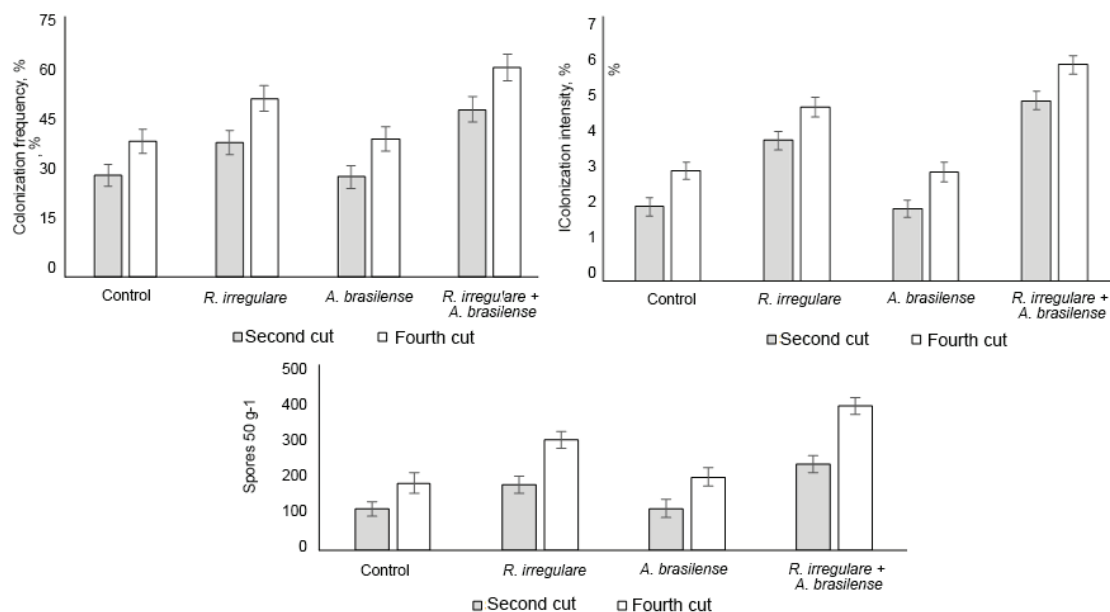 75
60
45
30
15
0
Colonization frequency, %
, %
Control
R. irregulare
A. brasilense
R. irregulare +
A. brasilense
Second cut
Fourth cut
7
6
5
4
3
2
1
0
IColonization intensity, %
%
Control
R. irregulare
A. brasilense
R. irregulare +
A. brasilense
Second cut
Fourth cut
500
400
300
200
100
0
Spores 50 g-1
Control
R. irregulare
A. brasilense
R. irregulare +
A. brasilense
Second cut
Fourth cut